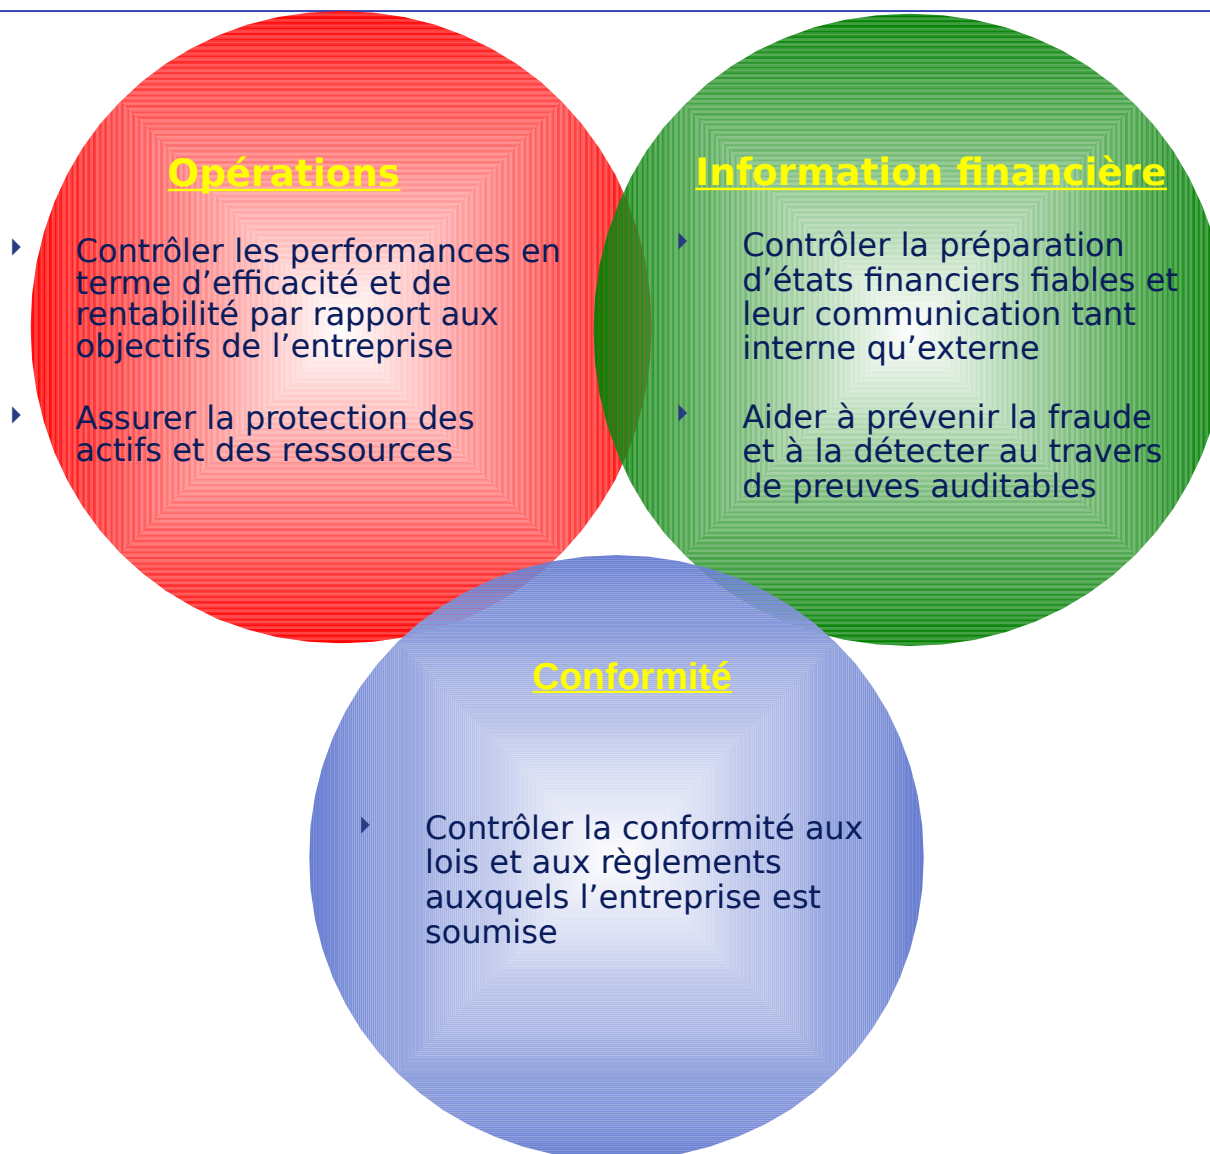 Opérations
Contrôler les performances en
terme d’efficacité et de
rentabilité par rapport aux
objectifs de l’entreprise
Assurer la protection des
actifs et des ressources
Information financière
Contrôler la préparation
d’états financiers fiables et
leur communication tant
interne qu’externe
Aider à prévenir la fraude
et à la détecter au travers
de preuves auditables
Conformité
Contrôler la conformité aux
lois et aux règlements
auxquels l’entreprise est
soumise